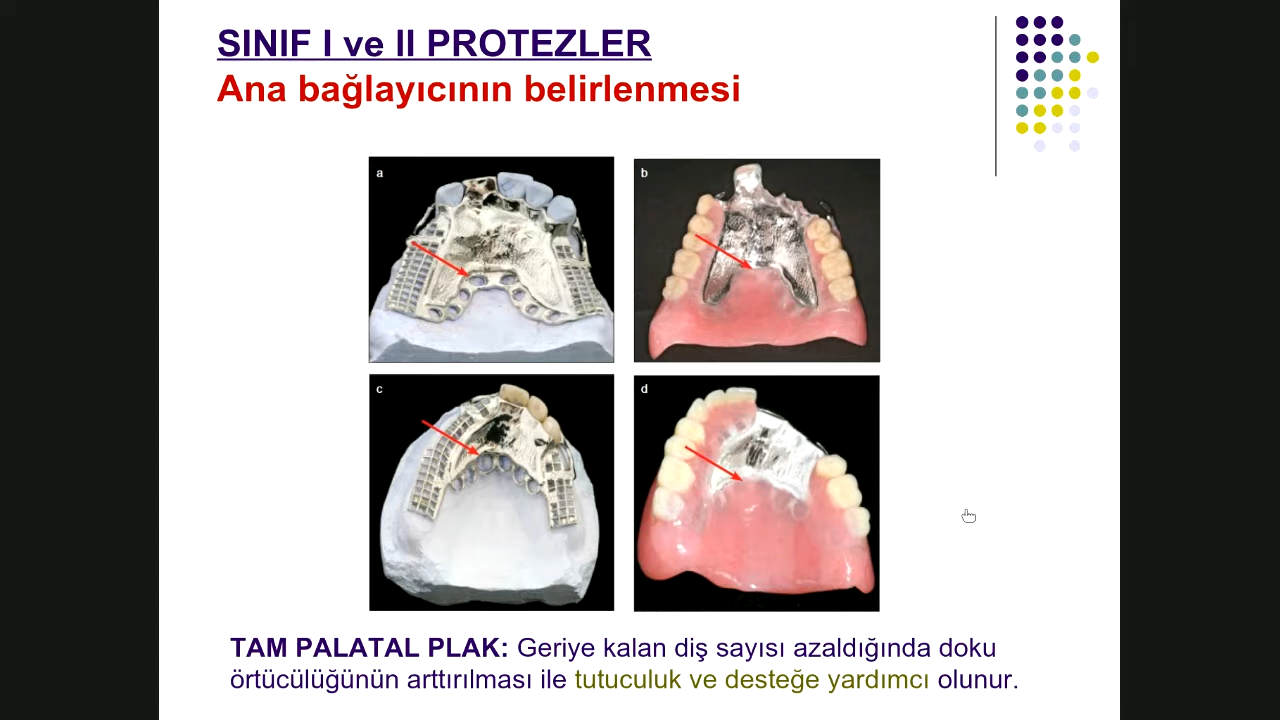 SINIF I ve II PROTEZLER
Ana bağlayıcının belirlenmesi
a
b
c
d
TAM PALATAL PLAK: Geriye kalan diş sayısı azaldığında doku
örtücülüğünün arttırılması ile tutuculuk ve desteğe yardımcı olunur.